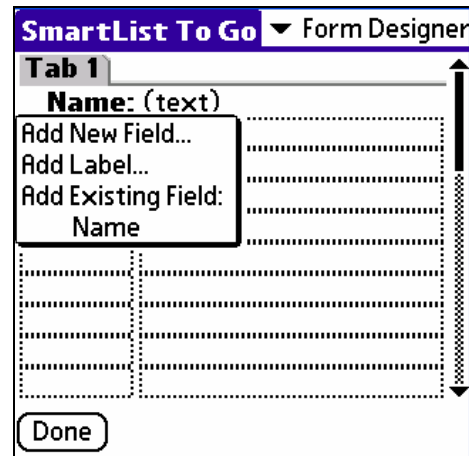 SmartList To Go ▼ Form Designer
Tab 1
Name: (text)
Add New Field...
Add Label...
Add Existing Field:
Name
Done